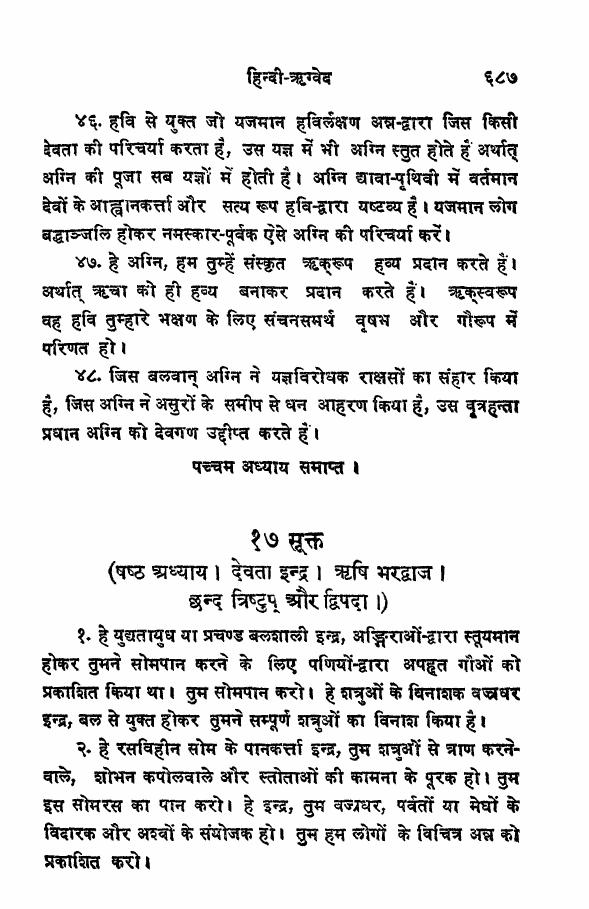 हिन्दी-ऋग्वेद ६८७
४६. हवि से युक्त जो यजमान हविर्लक्षण अन्न-द्वारा जिस किसी
देवता की परिचर्या करता है, उस यज्ञ में भी अग्नि स्तुत होते हैं अर्थात्
अग्नि की पूजा सब यज्ञों में होती है। अग्नि द्यावा-पृथिवी में वर्तमान
देवों के आह्वानकर्त्ता और सत्य रूप हवि-द्वारा यष्टव्य है। यजमान लोग
बद्धाञ्जलि होकर नमस्कार-पूर्वक ऐसे अग्नि की परिचर्या करें।
४७. हे अग्नि, हम तुम्हें संस्कृत ऋक्रूप हव्य प्रदान करते हैं।
अर्थात् ऋचा को ही हव्य बनाकर प्रदान करते हैं। ऋक्स्वरूप
वह हवि तुम्हारे भक्षण के लिए संचनसमर्थ वृषभ और गौरूप में
परिणत हो।
४८. जिस बलवान् अग्नि ने यज्ञविरोधक राक्षसों का संहार किया
है, जिस अग्नि ने असुरों के समीप से धन आहरण किया है, उस वृत्रहन्ता
प्रधान अग्नि को देवगण उद्दीप्त करते हैं।
पञ्चम अध्याय समाप्त।
१७ सूक्त
(षष्ठ अध्याय। देवता इन्द्र। ऋषि भरद्वाज।
छन्द त्रिष्टुप् और द्विपदा।)
१. हे युद्यतायुध या प्रचण्ड बलशाली इन्द्र, अङ्गिराओं-द्वारा स्तूयमान
होकर तुमने सोमपान करने के लिए पणियों-द्वारा अपहृत गौओं को
प्रकाशित किया था। तुम सोमपान करो। हे शत्रुओं के विनाशक वज्रधर
इन्द्र, बल से युक्त होकर तुमने सम्पूर्ण शत्रुओं का विनाश किया है।
२. हे रसविहीन सोम के पानकर्त्ता इन्द्र, तुम शत्रुओं से त्राण करने-
वाले, शोभन कपोलवाले और स्तोताओं की कामना के पूरक हो। तुम
इस सोमरस का पान करो। हे इन्द्र, तुम वज्रधर, पर्वतों या मेघों के
विदारक और अश्वों के संयोजक हो। तुम हम लोगों के विचित्र अन्न को
प्रकाशित करो।